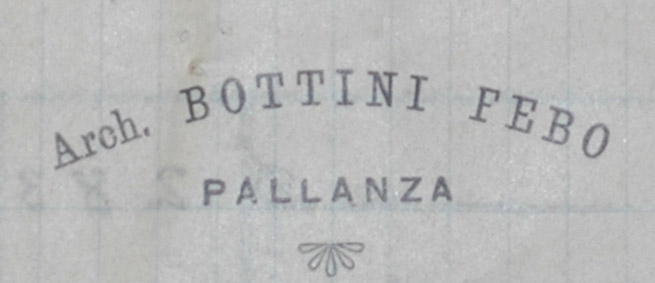 Arch. BOTTINI FEBO
PALLANZA